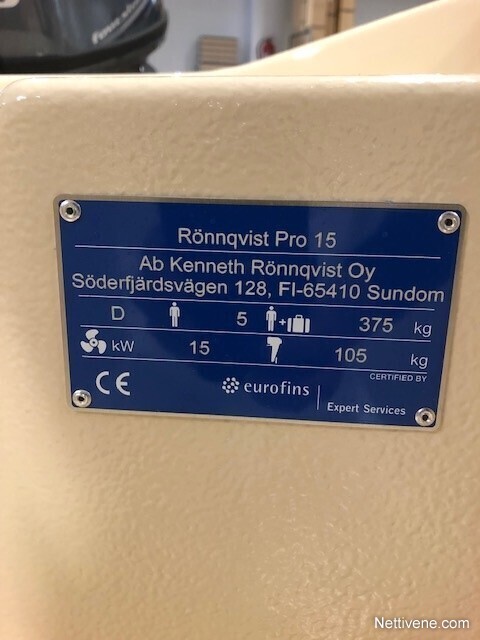 Rönnqvist Pro 15
Ab Kenneth Rönnqvist Oy
Söderfjärdsvägen 128, FI-65410 Sundom
D 5 + 375 kg
kW 15 105 kg
CERTIFIED BY
CE eurofins
Expert Services
Nettivene.com